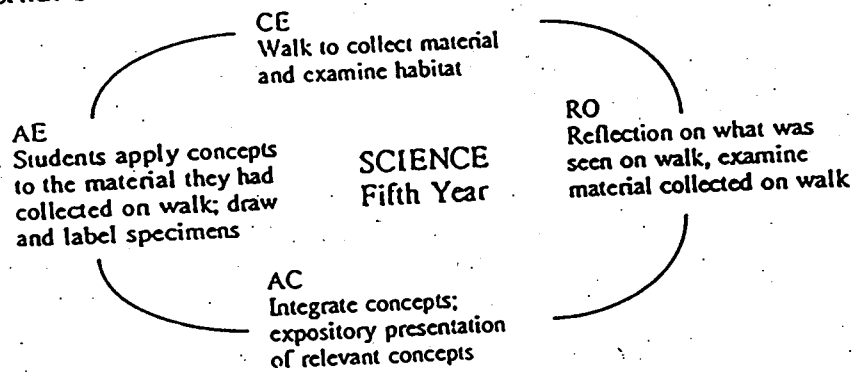 CE
Walk to collect material
and examine habitat
RO
Reflection on what was
seen on walk, examine
material collected on walk
AE
Students apply concepts
to the material they had
collected on walk; draw
and label specimens
SCIENCE
Fifth Year
AC
Integrate concepts;
expository presentation
of relevant concepts